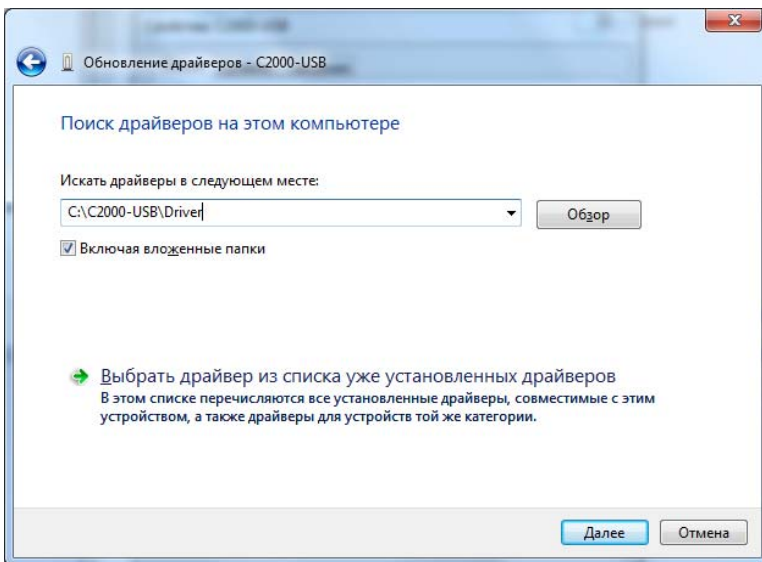 Обновление драйверов - C2000-USB
Поиск драйверов на этом компьютере
Искать драйверы в следующем месте:
C:\C2000-USB\Driver
Обзор
Включая вложенные папки
Выбрать драйвер из списка уже установленных драйверов
В этом списке перечисляются все установленные драйверы, совместимые с этим
устройством, а также драйверы для устройств той же категории.
Далее
Отмена